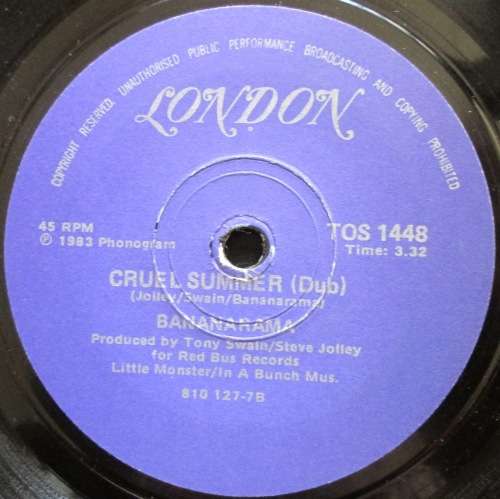 COPYRIGHT RESERVED. UNAUTHORISED PUBLIC PERFORMANCE BROADCASTING AND COPYING PROHIBITED
LONDON
45 RPM
TOS 1448
℗ 1983 Phonogram
Time: 3.32
CRUEL SUMMER (Dub)
(Jolley/Swain/Bananarama)
BANANARAMA
Produced by Tony Swain/Steve Jolley
for Red Bus Records
Little Monster/In A Bunch Mus.
810 127-7B